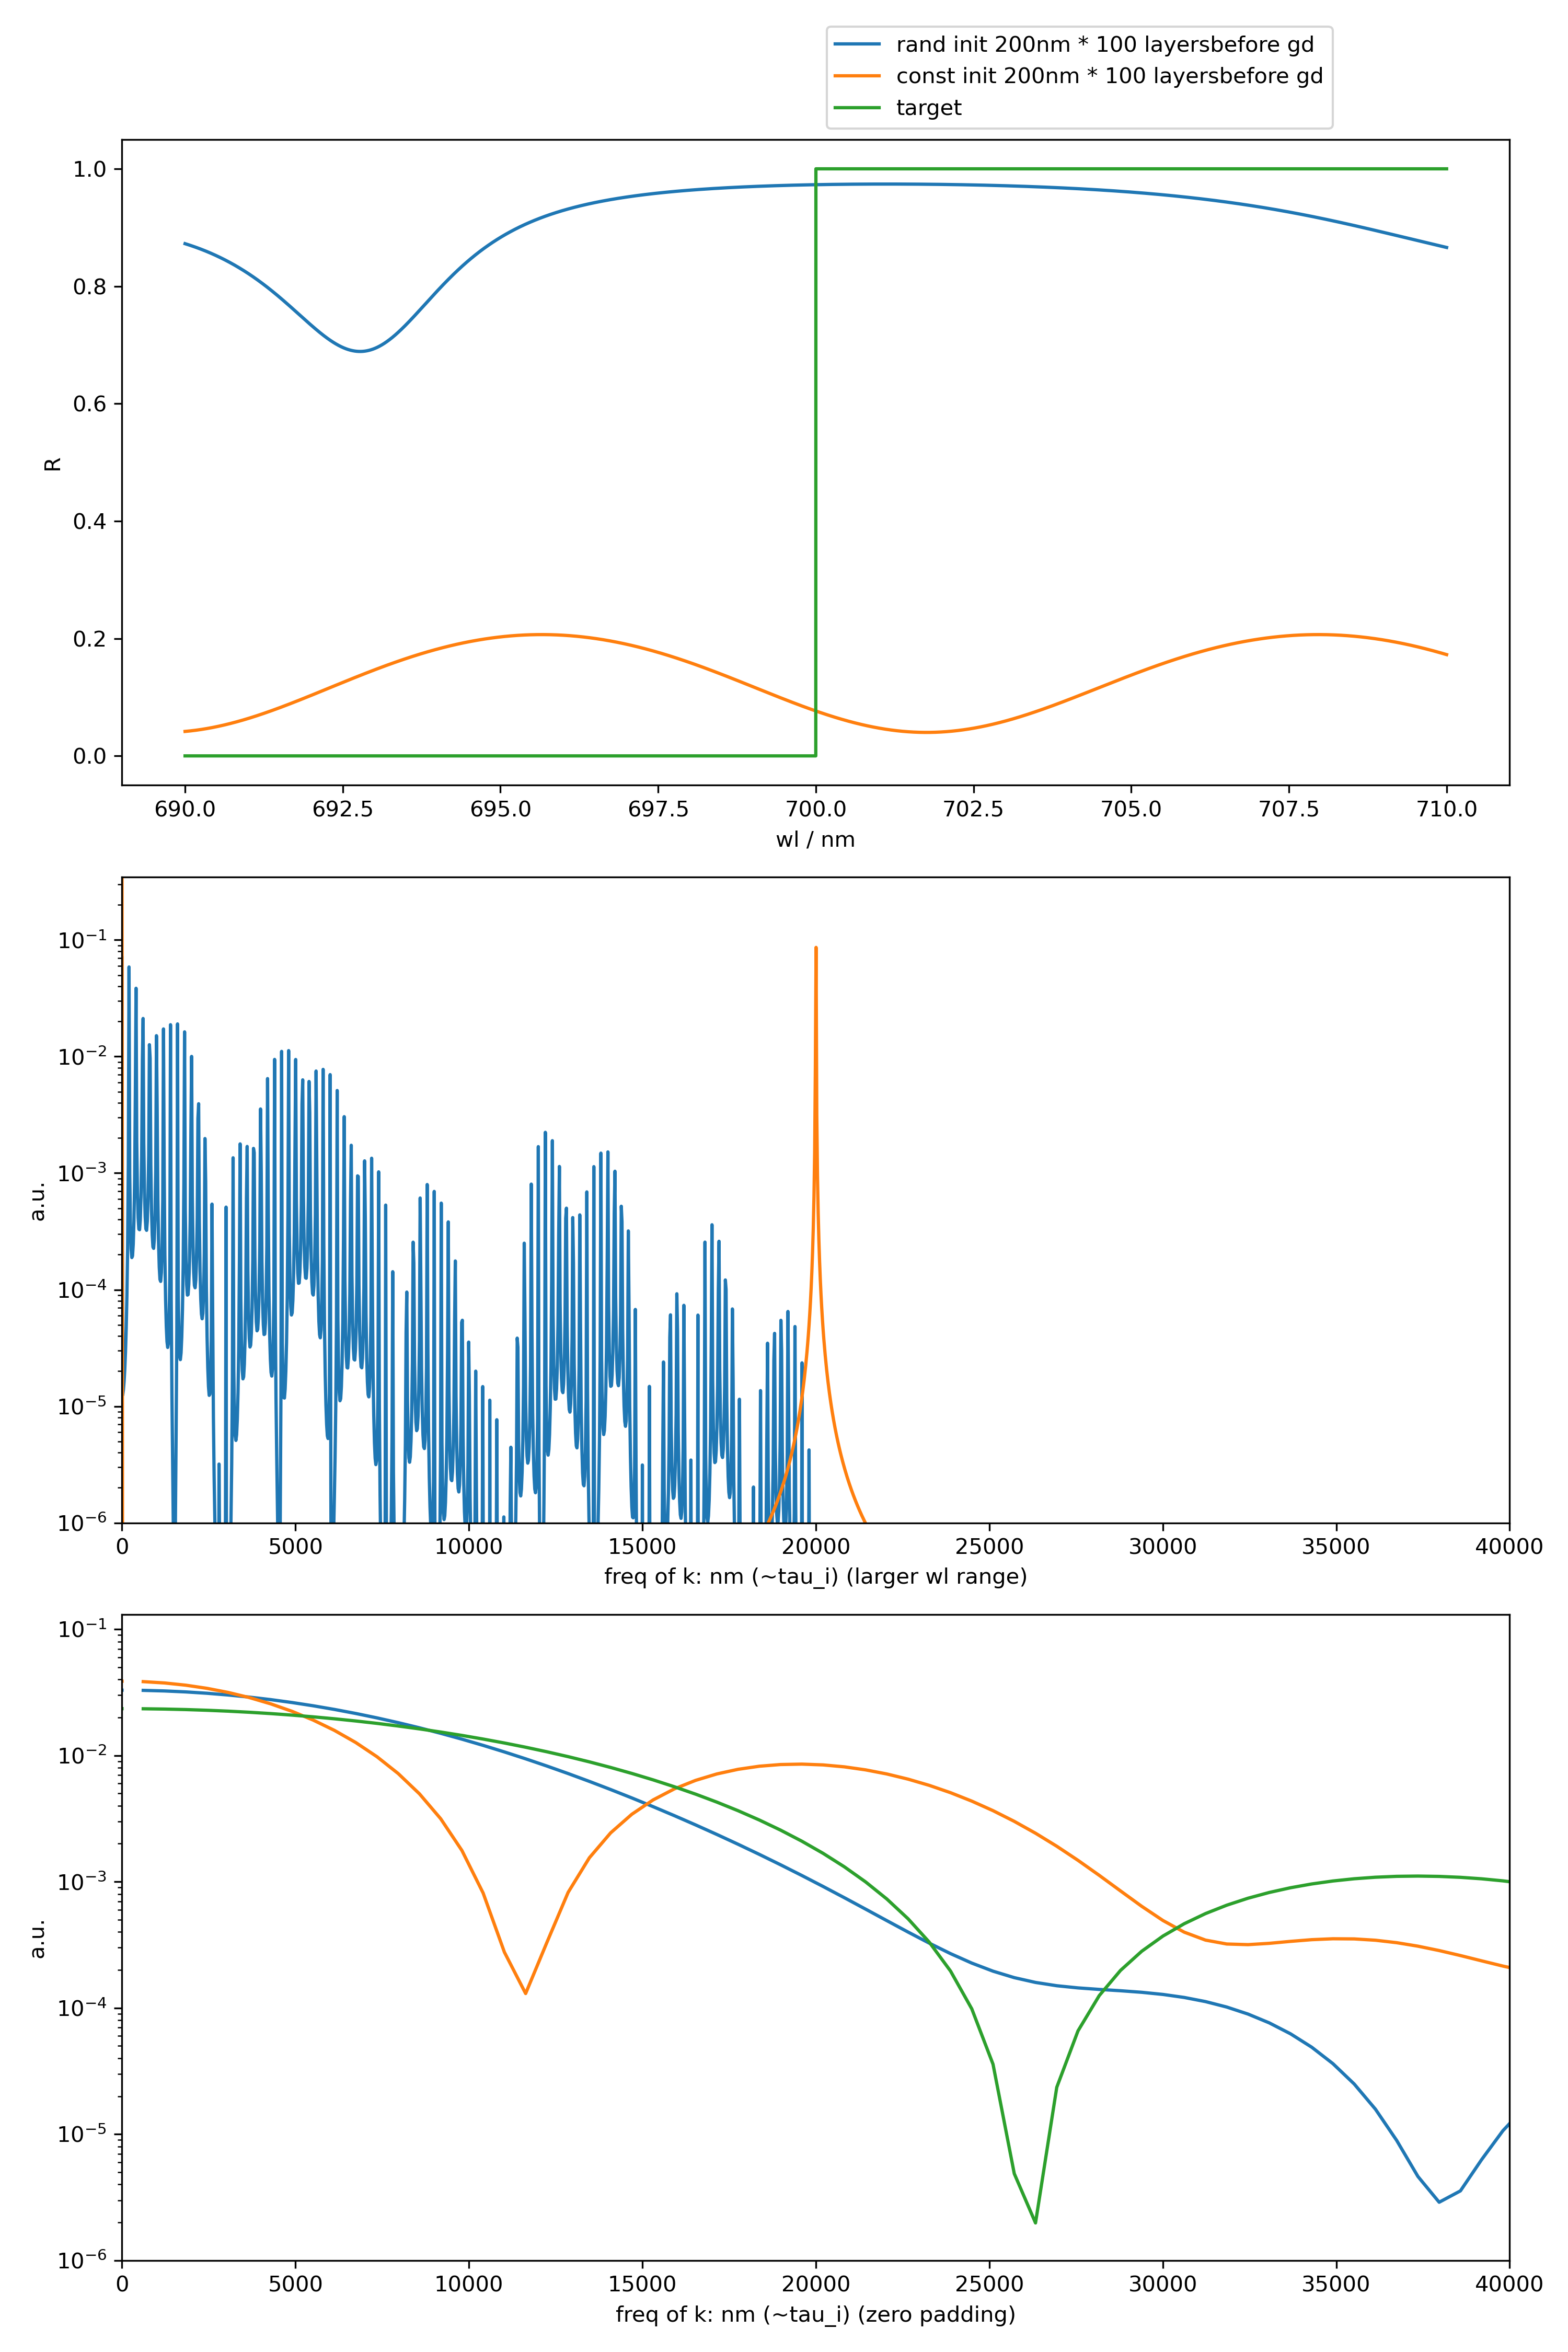 rand init 200nm * 100 layersbefore gd
const init 200nm * 100 layersbefore gd
target
1.0
0.8
0.6
0.4
0.2
0.0
R
690.0 692.5 695.0 697.5 700.0 702.5 705.0 707.5 710.0
wl / nm
10⁻¹
10⁻²
10⁻³
10⁻⁴
10⁻⁵
10⁻⁶
a.u.
0 5000 10000 15000 20000 25000 30000 35000 40000
freq of k: nm (~tau_i) (larger wl range)
10⁻¹
10⁻²
10⁻³
10⁻⁴
10⁻⁵
10⁻⁶
a.u.
0 5000 10000 15000 20000 25000 30000 35000 40000
freq of k: nm (~tau_i) (zero padding)